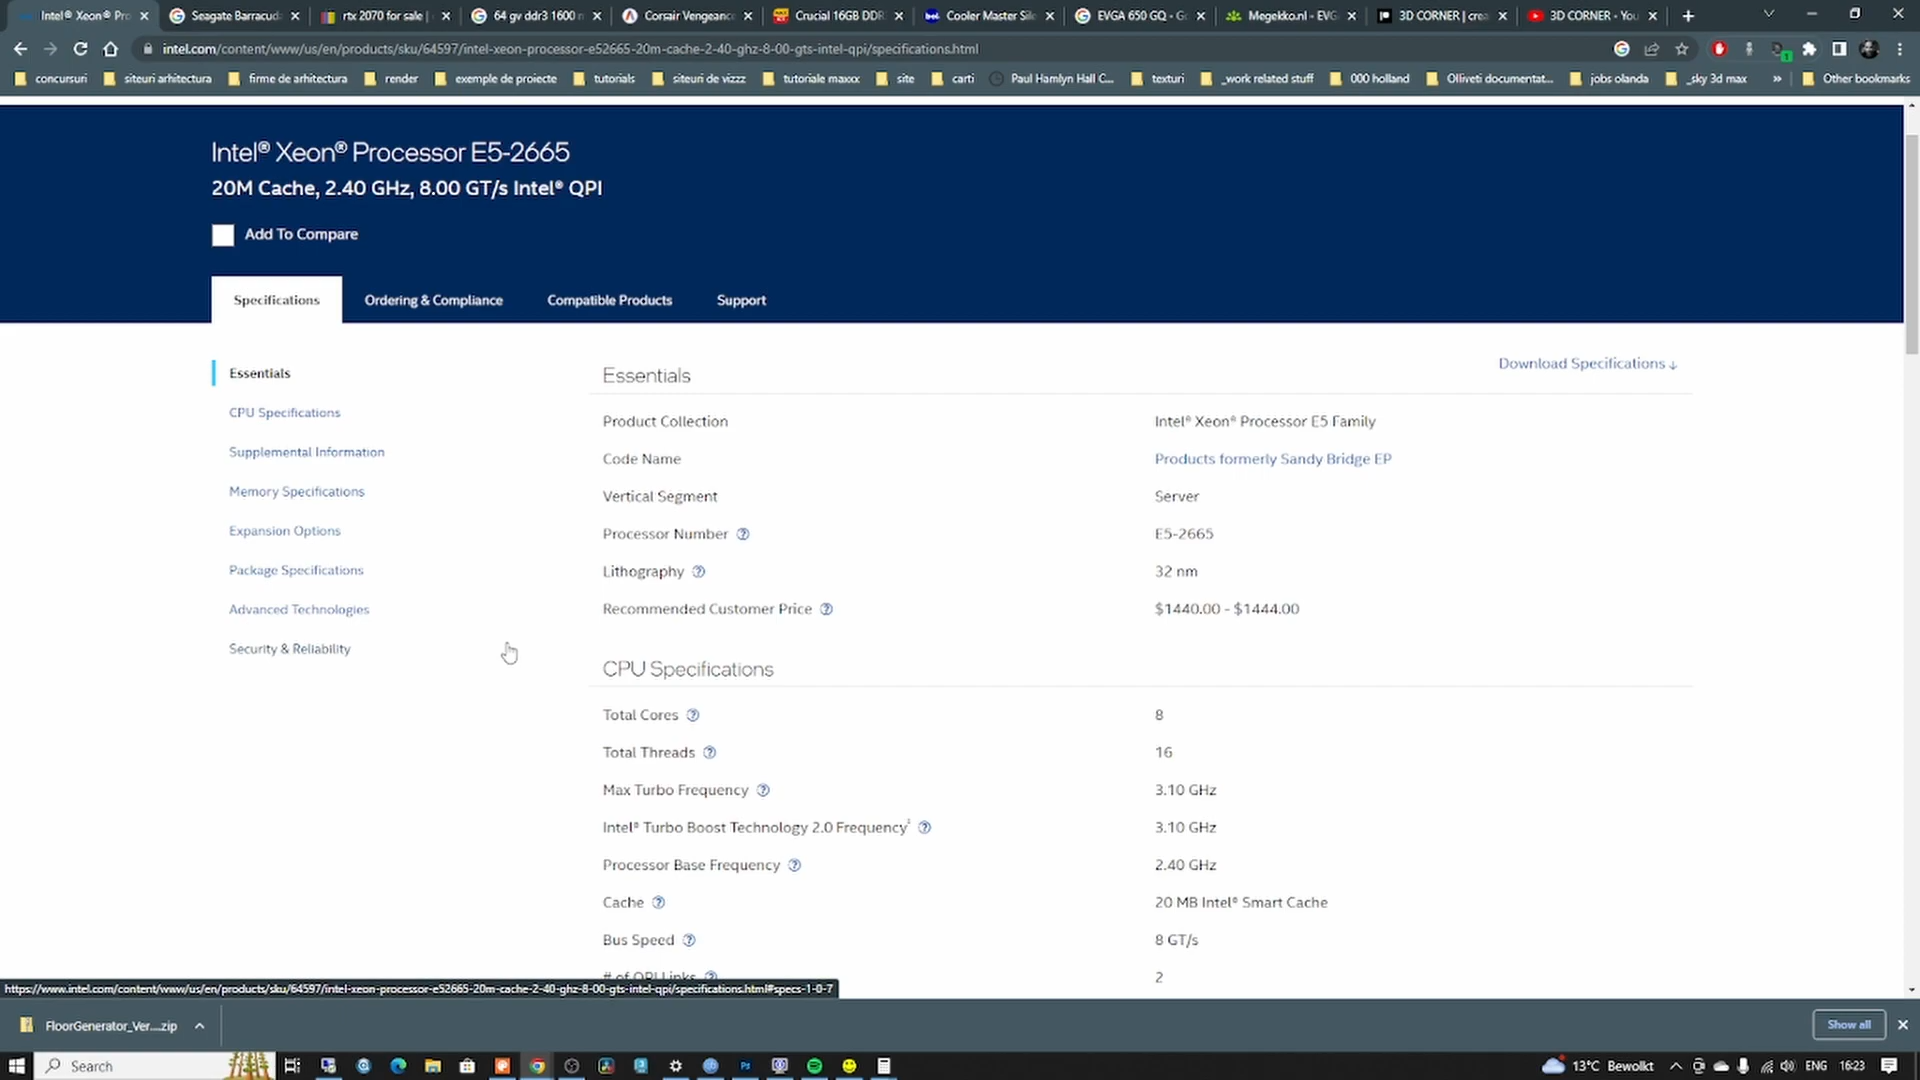 Intel® Xeon® Pro
Seagate Barracuda
rtx 2070 for sale |
64 gv ddr3 1600 m
Corsair Vengeance
Crucial 16GB DDR
Cooler Master Sile
EVGA 650 GQ - Go
Megekko.nl - EVG
3D CORNER | crea
3D CORNER - You
intel.com/content/www/us/en/products/sku/64597/intel-xeon-processor-e52665-20m-cache-2-40-ghz-8-00-gts-intel-qpi/specifications.html
concursuri
siteuri arhitectura
firme de arhitectura
render
exemple de proiecte
tutorials
siteuri de vizzz
tutoriale maxxx
site
carti
Paul Hamlyn Hall C...
texturi
_work related stuff
000 holland
Olliveti documentat...
jobs olanda
_sky 3d max
»
Other bookmarks
Intel® Xeon® Processor E5-2665
20M Cache, 2.40 GHz, 8.00 GT/s Intel® QPI
Add To Compare
Specifications
Ordering & Compliance
Compatible Products
Support
Essentials
CPU Specifications
Supplemental Information
Memory Specifications
Expansion Options
Package Specifications
Advanced Technologies
Security & Reliability
Essentials
Download Specifications ↓
Product Collection Intel® Xeon® Processor E5 Family
Code Name Products formerly Sandy Bridge EP
Vertical Segment Server
Processor Number ? E5-2665
Lithography ? 32 nm
Recommended Customer Price ? $1440.00 - $1444.00
CPU Specifications
Total Cores ? 8
Total Threads ? 16
Max Turbo Frequency ? 3.10 GHz
Intel® Turbo Boost Technology 2.0 Frequency‡ ? 3.10 GHz
Processor Base Frequency ? 2.40 GHz
Cache ? 20 MB Intel® Smart Cache
Bus Speed ? 8 GT/s
# of QPI Links ? 2
https://www.intel.com/content/www/us/en/products/sku/64597/intel-xeon-processor-e52665-20m-cache-2-40-ghz-8-00-gts-intel-qpi/specifications.html#specs-1-0-7
FloorGenerator_Ver....zip
Show all
Search
13°C Bewolkt
ENG
16:23